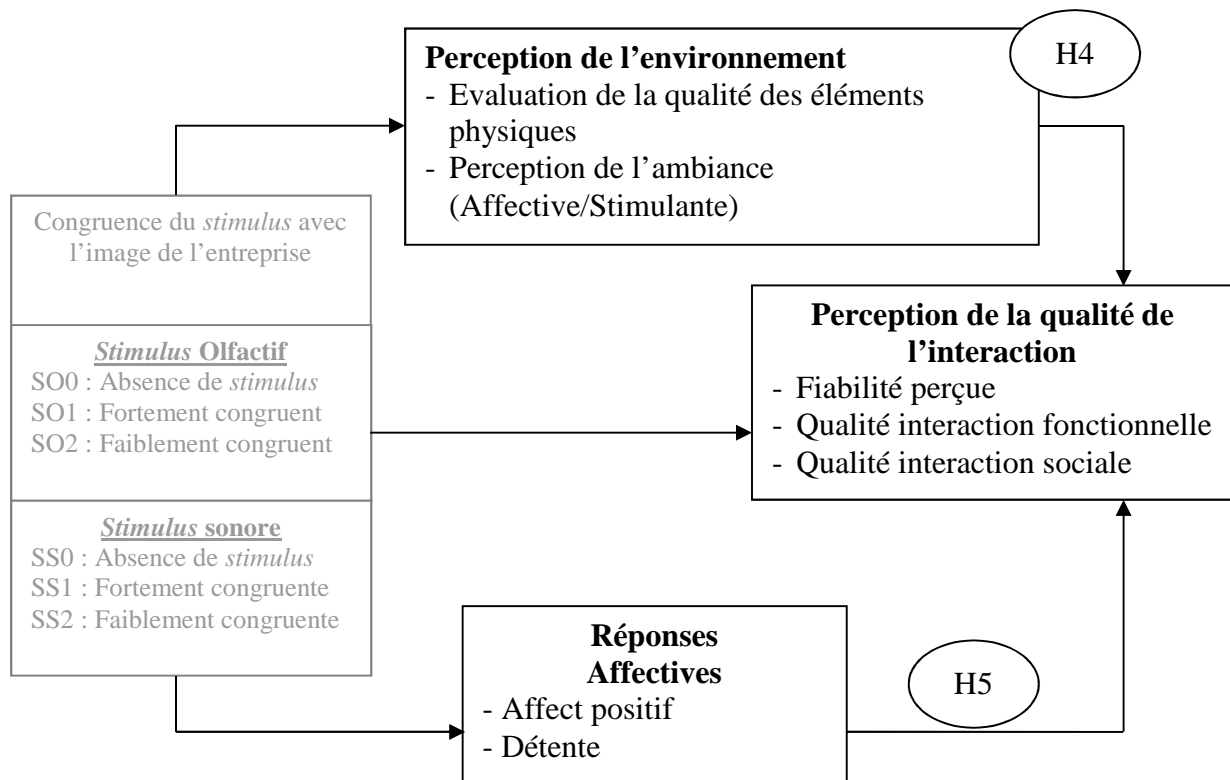 H4
Perception de l’environnement
- Evaluation de la qualité des éléments
physiques
- Perception de l’ambiance
(Affective/Stimulante)
Congruence du stimulus avec
l’image de l’entreprise
Stimulus Olfactif
SO0 : Absence de stimulus
SO1 : Fortement congruent
SO2 : Faiblement congruent
Stimulus sonore
SS0 : Absence de stimulus
SS1 : Fortement congruente
SS2 : Faiblement congruente
Perception de la qualité de
l’interaction
- Fiabilité perçue
- Qualité interaction fonctionnelle
- Qualité interaction sociale
Réponses
Affectives
- Affect positif
- Détente
H5